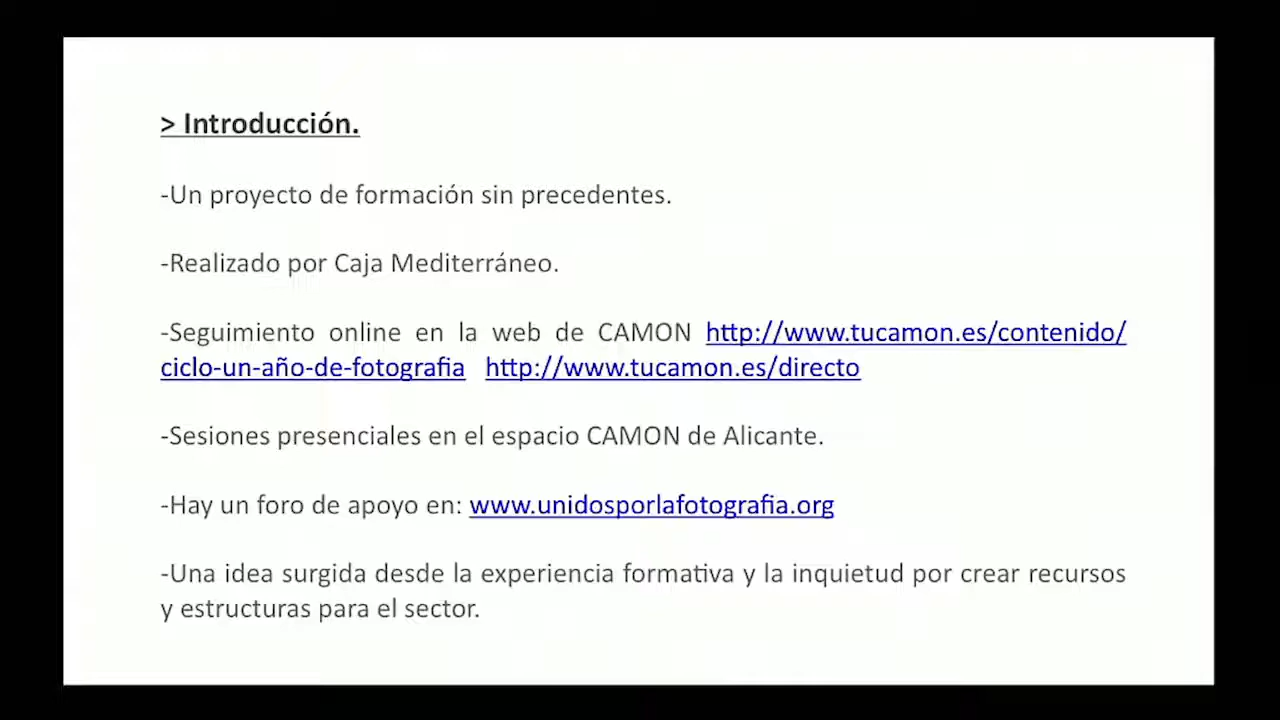 > Introducción.
-Un proyecto de formación sin precedentes.
-Realizado por Caja Mediterráneo.
-Seguimiento online en la web de CAMON http://www.tucamon.es/contenido/
ciclo-un-año-de-fotografia http://www.tucamon.es/directo
-Sesiones presenciales en el espacio CAMON de Alicante.
-Hay un foro de apoyo en: www.unidosporlafotografia.org
-Una idea surgida desde la experiencia formativa y la inquietud por crear recursos
y estructuras para el sector.